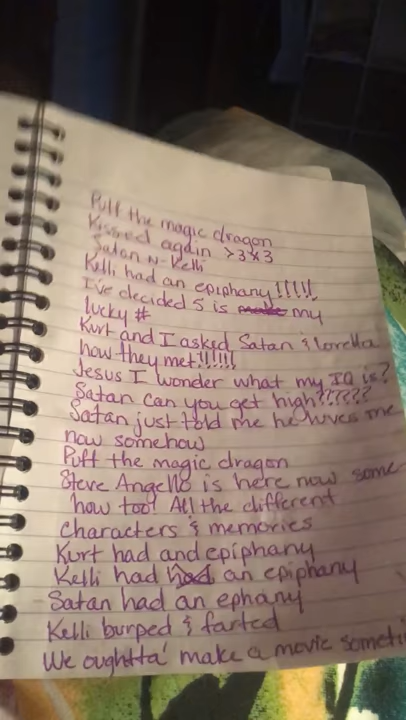 Puff the magic dragon
Kissed again >3x3
Satan N Kelli
Kelli had an epiphany!!!!!
I've decided 5 is my
lucky #
Kurt and I asked Satan & Loretta
how they met!!!!!!
Jesus I wonder what my IQ is?
Satan can you get high??????
Satan just told me he loves me
now somehow
Puff the magic dragon
Steve Angello is here now some
how too! All the different
characters & memories
Kurt had and epiphany
Kelli had had an epiphany
Satan had an ephany
Kelli burped & farted
We oughtta' make a movie someti